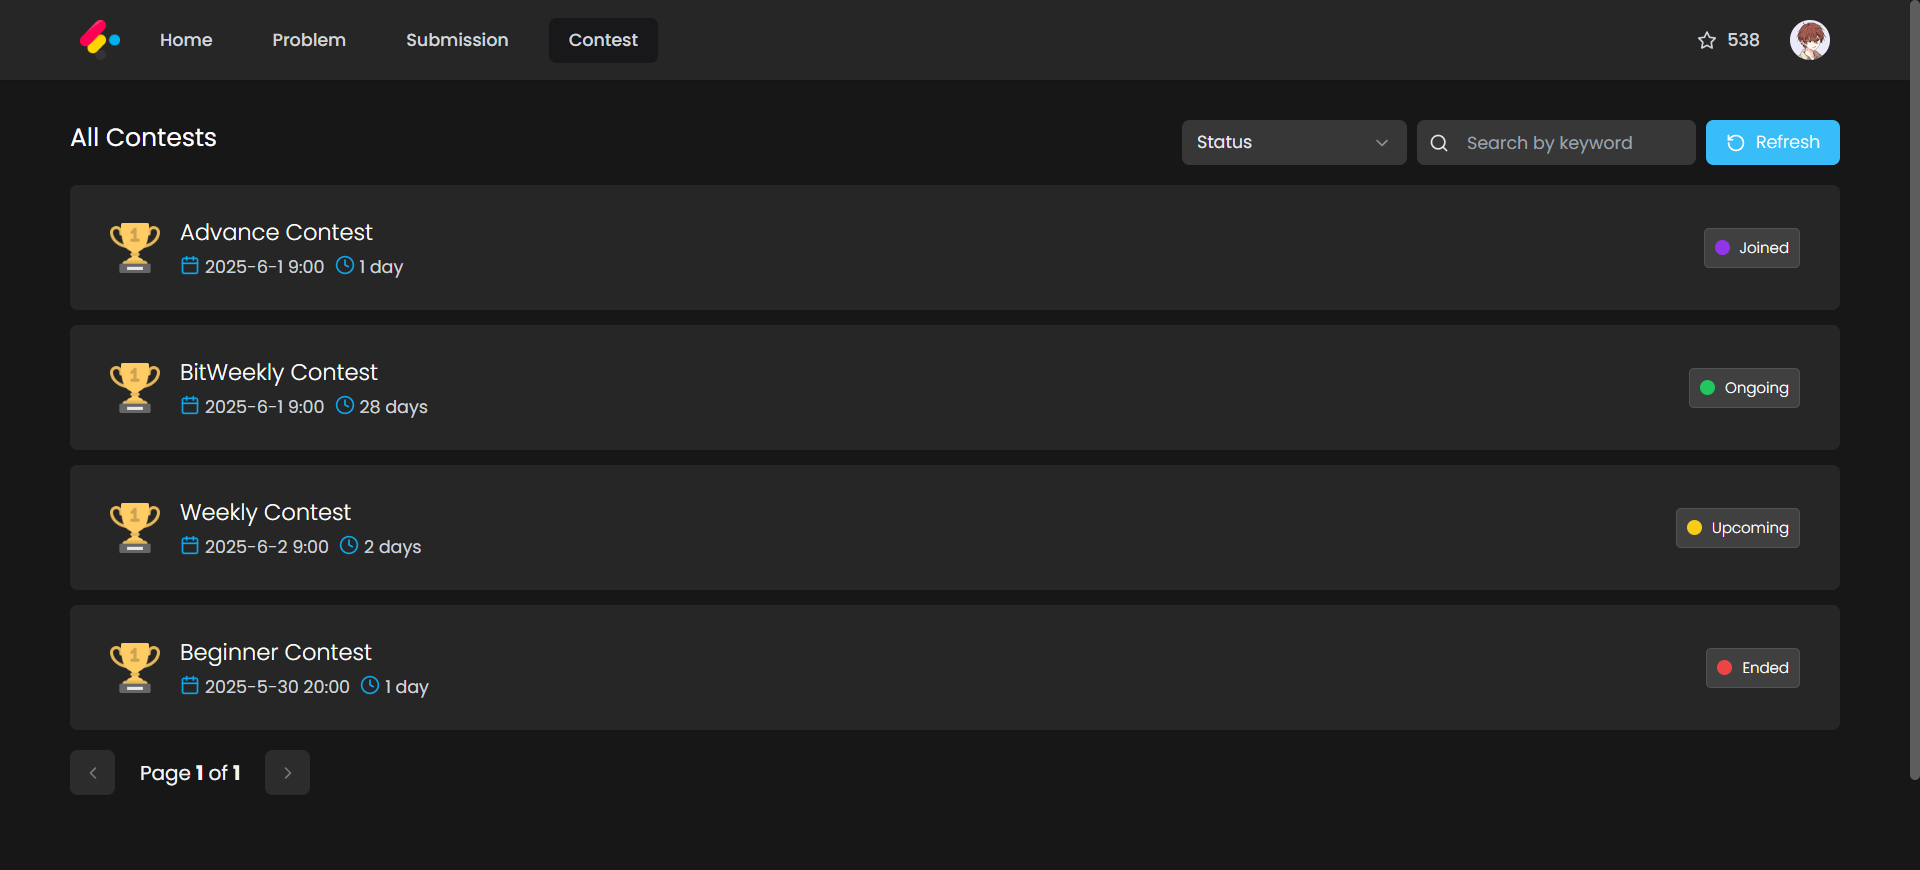 Home Problem Submission Contest 538
All Contests Status Search by keyword Refresh
Advance Contest
2025-6-1 9:00 1 day
Joined
BitWeekly Contest
2025-6-1 9:00 28 days
Ongoing
Weekly Contest
2025-6-2 9:00 2 days
Upcoming
Beginner Contest
2025-5-30 20:00 1 day
Ended
Page 1 of 1